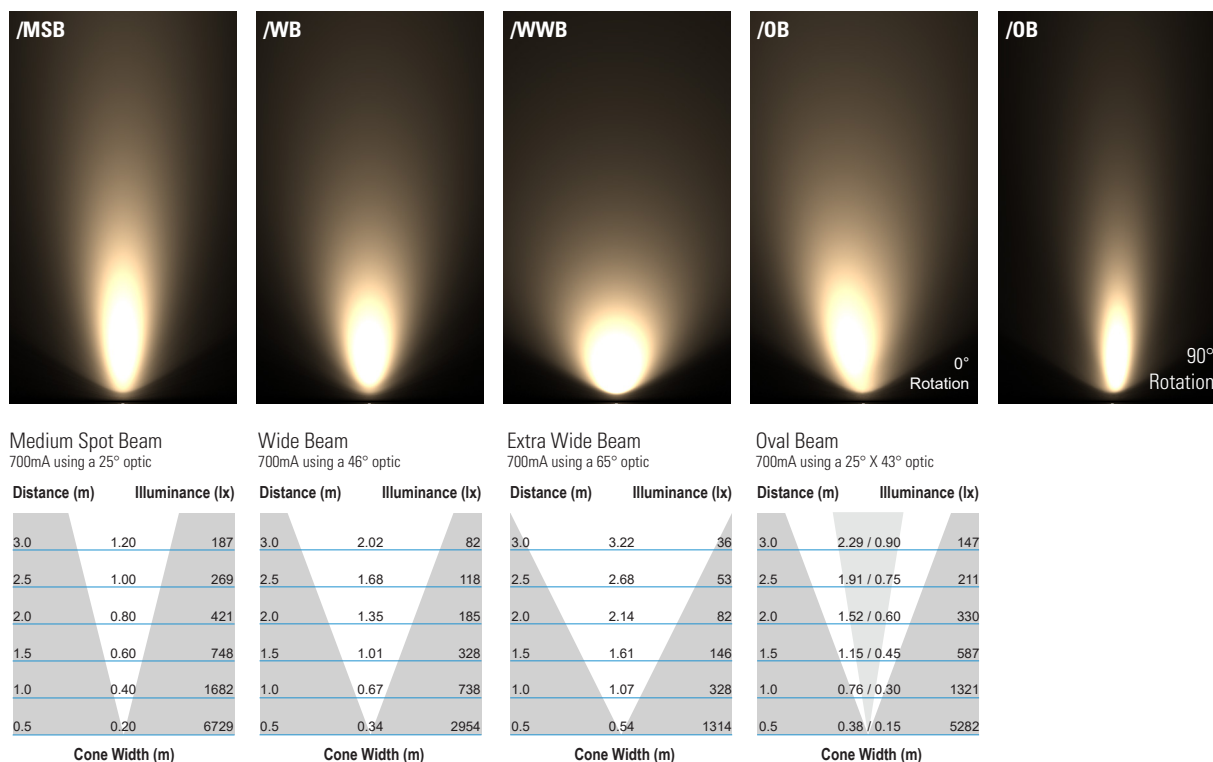 /MSB
/WB
/WWB
/OB
0°
Rotation
/OB
90°
Rotation
Medium Spot Beam
700mA using a 25° optic
Distance (m) Illuminance (lx)
3.0 1.20 187
2.5 1.00 269
2.0 0.80 421
1.5 0.60 748
1.0 0.40 1682
0.5 0.20 6729
Cone Width (m)
Wide Beam
700mA using a 46° optic
Distance (m) Illuminance (lx)
3.0 2.02 82
2.5 1.68 118
2.0 1.35 185
1.5 1.01 328
1.0 0.67 738
0.5 0.34 2954
Cone Width (m)
Extra Wide Beam
700mA using a 65° optic
Distance (m) Illuminance (lx)
3.0 3.22 36
2.5 2.68 53
2.0 2.14 82
1.5 1.61 146
1.0 1.07 328
0.5 0.54 1314
Cone Width (m)
Oval Beam
700mA using a 25° X 43° optic
Distance (m) Illuminance (lx)
3.0 2.29 / 0.90 147
2.5 1.91 / 0.75 211
2.0 1.52 / 0.60 330
1.5 1.15 / 0.45 587
1.0 0.76 / 0.30 1321
0.5 0.38 / 0.15 5282
Cone Width (m)